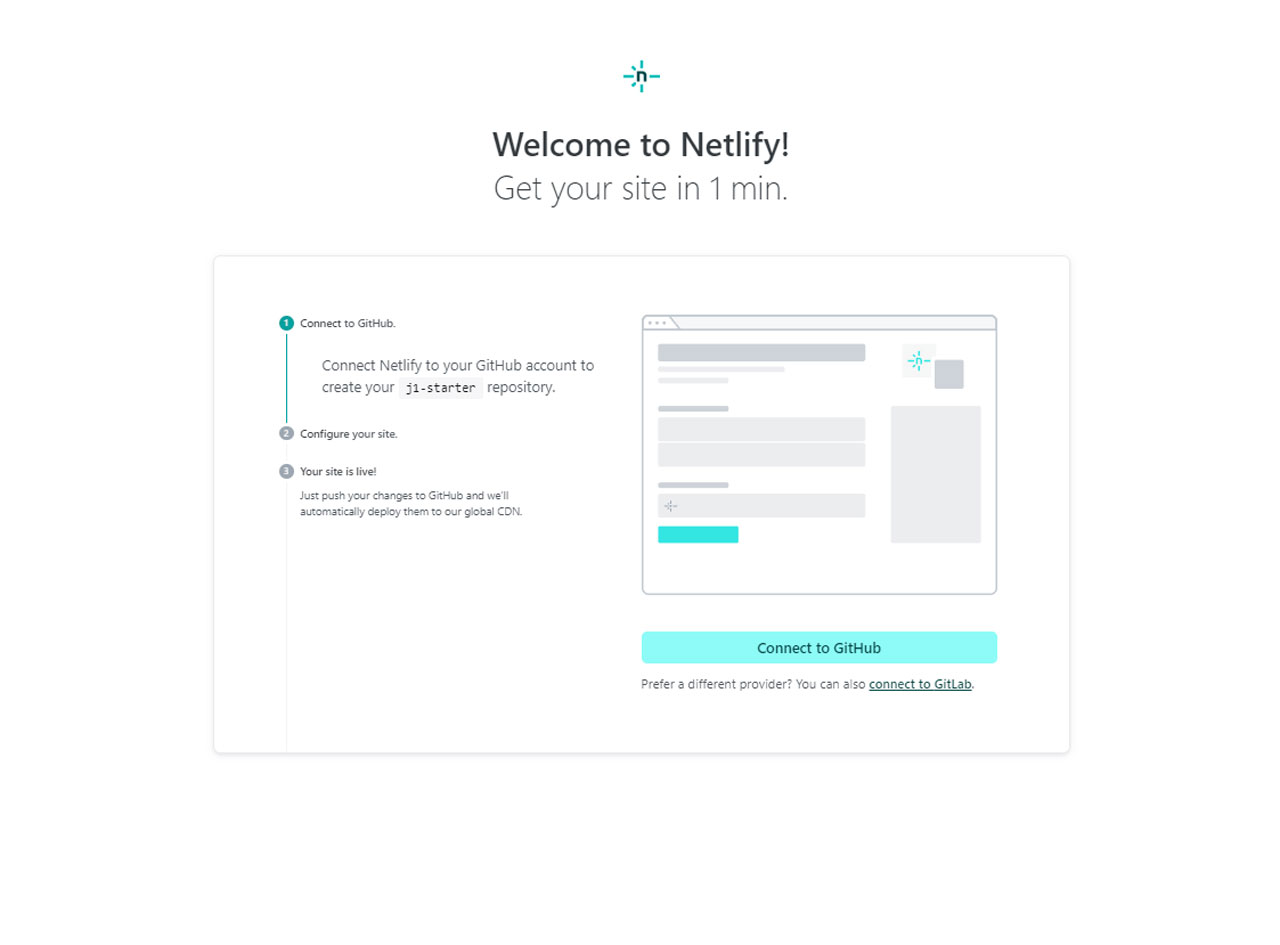 n
Welcome to Netlify!
Get your site in 1 min.
1 Connect to GitHub.
Connect Netlify to your GitHub account to
create your j1-starter repository.
2 Configure your site.
3 Your site is live!
Just push your changes to GitHub and we'll
automatically deploy them to our global CDN.
n
Connect to GitHub
Prefer a different provider? You can also connect to GitLab.